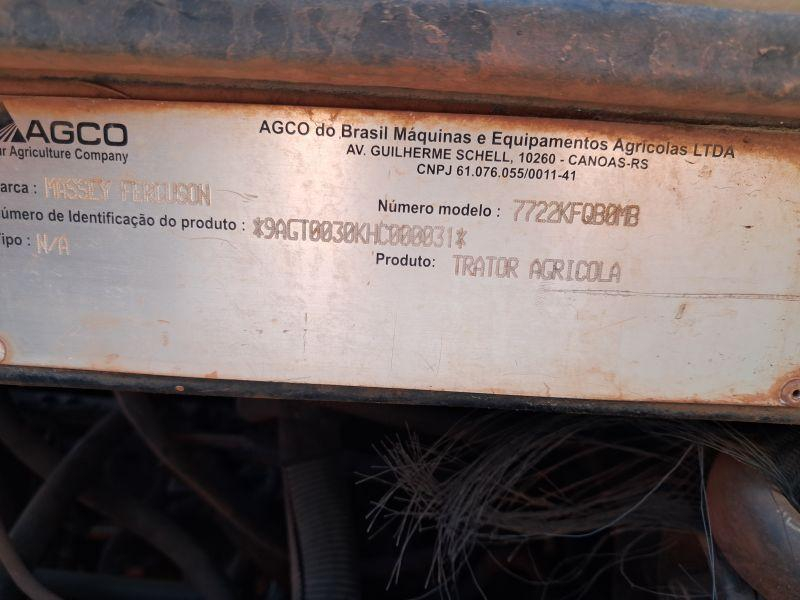 AGCO
ur Agriculture Company
AGCO do Brasil Máquinas e Equipamentos Agrícolas LTDA
AV. GUILHERME SCHELL, 10260 - CANOAS-RS
CNPJ 61.076.055/0011-41
arca : MASSEY FERGUSON
Número modelo : 7722KFQB0MB
úmero de Identificação do produto : *9AGT0030KHC000031*
ipo : N/A
Produto: TRATOR AGRICOLA